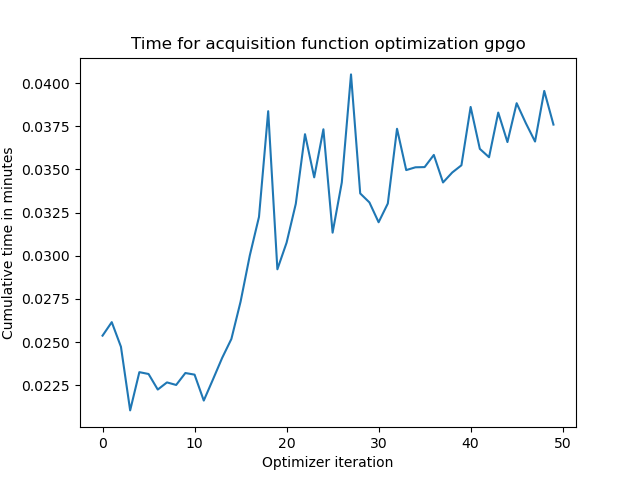 Time for acquisition function optimization gpgo
Cumulative time in minutes
0.0400
0.0375
0.0350
0.0325
0.0300
0.0275
0.0250
0.0225
0 10 20 30 40 50
Optimizer iteration